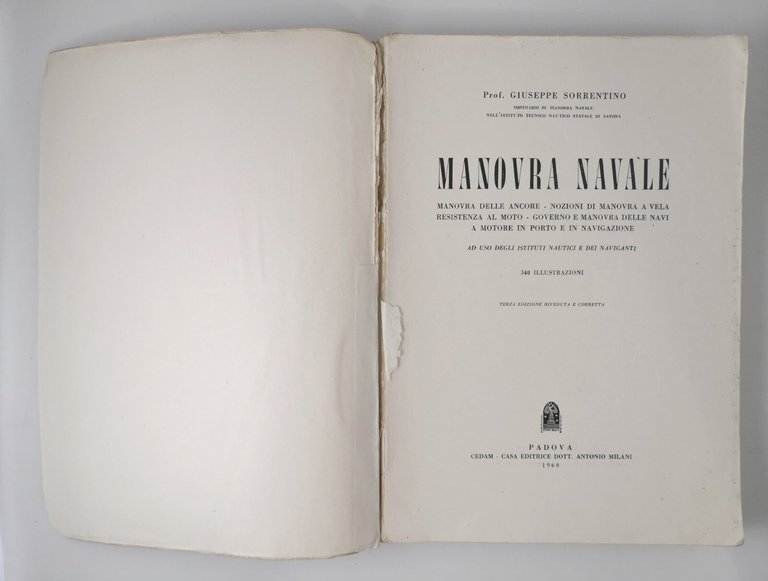 Prof. GIUSEPPE SORRENTINO
ORDINARIO DI MANOVRA NAVALE
NELL'ISTITUTO TECNICO NAUTICO STATALE DI SAVONA
MANOVRA NAVALE
MANOVRA DELLE ANCORE - NOZIONI DI MANOVRA A VELA
RESISTENZA AL MOTO - GOVERNO E MANOVRA DELLE NAVI
A MOTORE IN PORTO E IN NAVIGAZIONE
AD USO DEGLI ISTITUTI NAUTICI E DEI NAVIGANTI
340 ILLUSTRAZIONI
TERZA EDIZIONE RIVEDUTA E CORRETTA
PADOVA
CEDAM - CASA EDITRICE DOTT. ANTONIO MILANI
1960